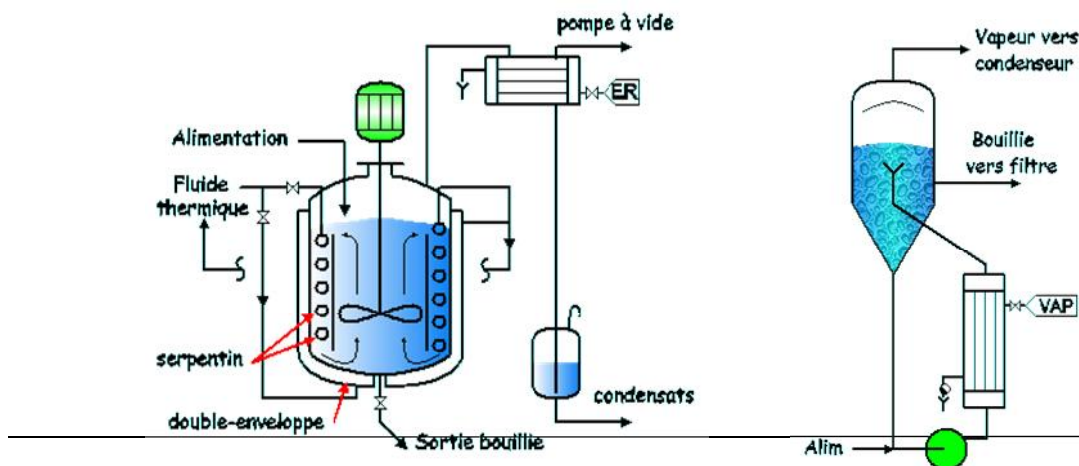 pompe à vide
ER
Alimentation
Fluide
thermique
serpentin
double-enveloppe
Sortie bouillie
condensats
Vapeur vers
condenseur
Bouillie
vers filtre
VAP
Alim